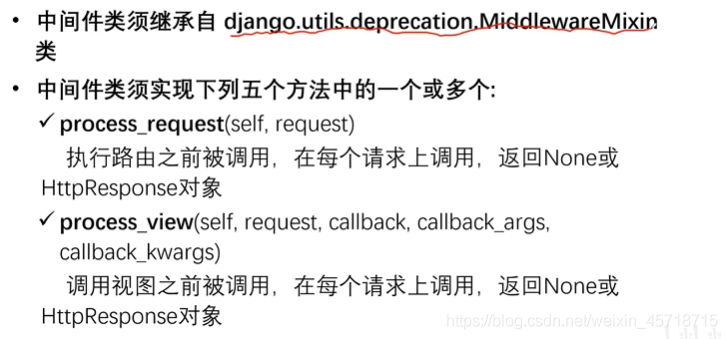 • 中间件类须继承自 django.utils.deprecation.MiddlewareMixin
类
• 中间件类须实现下列五个方法中的一个或多个:
✓ process_request(self, request)
执行路由之前被调用，在每个请求上调用，返回None或
HttpResponse对象
✓ process_view(self, request, callback, callback_args,
callback_kwargs)
调用视图之前被调用，在每个请求上调用，返回None或
HttpResponse对象
https://blog.csdn.net/weixin_45718715